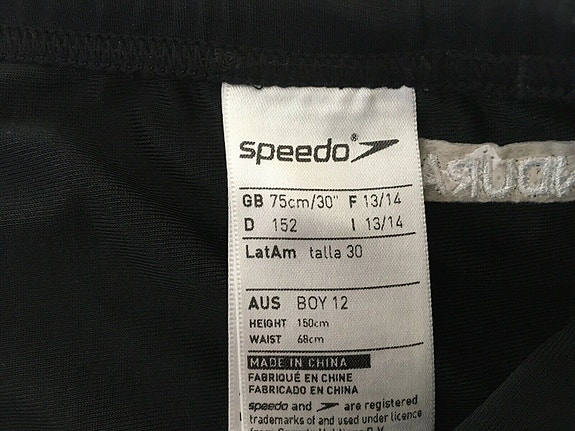 speedo®
GB 75cm/30" F 13/14
D 152 I 13/14
LatAm talla 30
AUS BOY 12
HEIGHT 150cm
WAIST 68cm
MADE IN CHINA
FABRIQUÉ EN CHINE
FABRICADO EN CHINA
speedo and are registered
trademarks of and used under licence